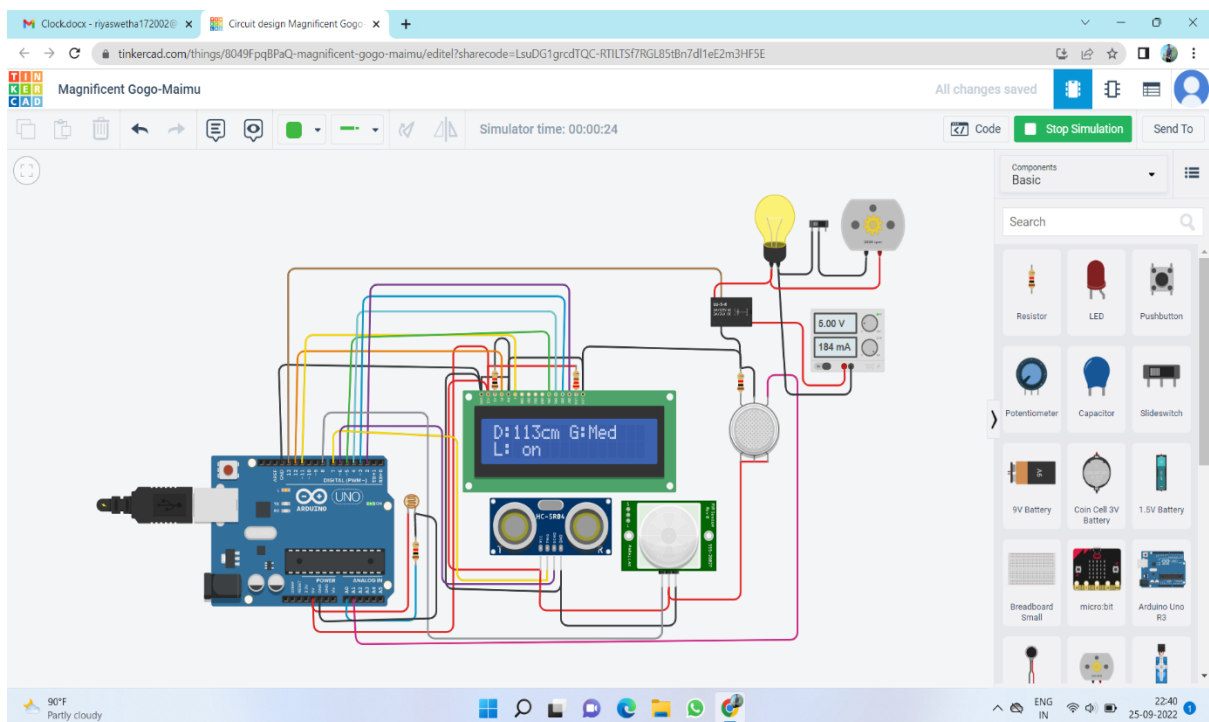 Clock.docx - riyaswetha172002@
Circuit design Magnificent Gogo
tinkercad.com/things/8049FpqBPaQ-magnificent-gogo-maimu/editel?sharecode=LsuDG1grcdTQC-RTILTSf7RGL85tBn7dl1eE2m3HF5E
TIN
KER
CAD
Magnificent Gogo-Maimu
All changes saved
Simulator time: 00:00:24
Code
Stop Simulation
Send To
Components
Basic
Search
Resistor
LED
Pushbutton
Potentiometer
Capacitor
Slideswitch
9V
9V Battery
Coin Cell 3V
Battery
1.5V Battery
Breadboard
Small
micro:bit
Arduino Uno
R3
5.00 V
184 mA
D:113cm G:Med
L: on
DIGITAL (PWM~)
UNO
ARDUINO
POWER
ANALOG IN
HC-SR04
90°F
Partly cloudy
ENG
IN
22:40
25-09-2022
1